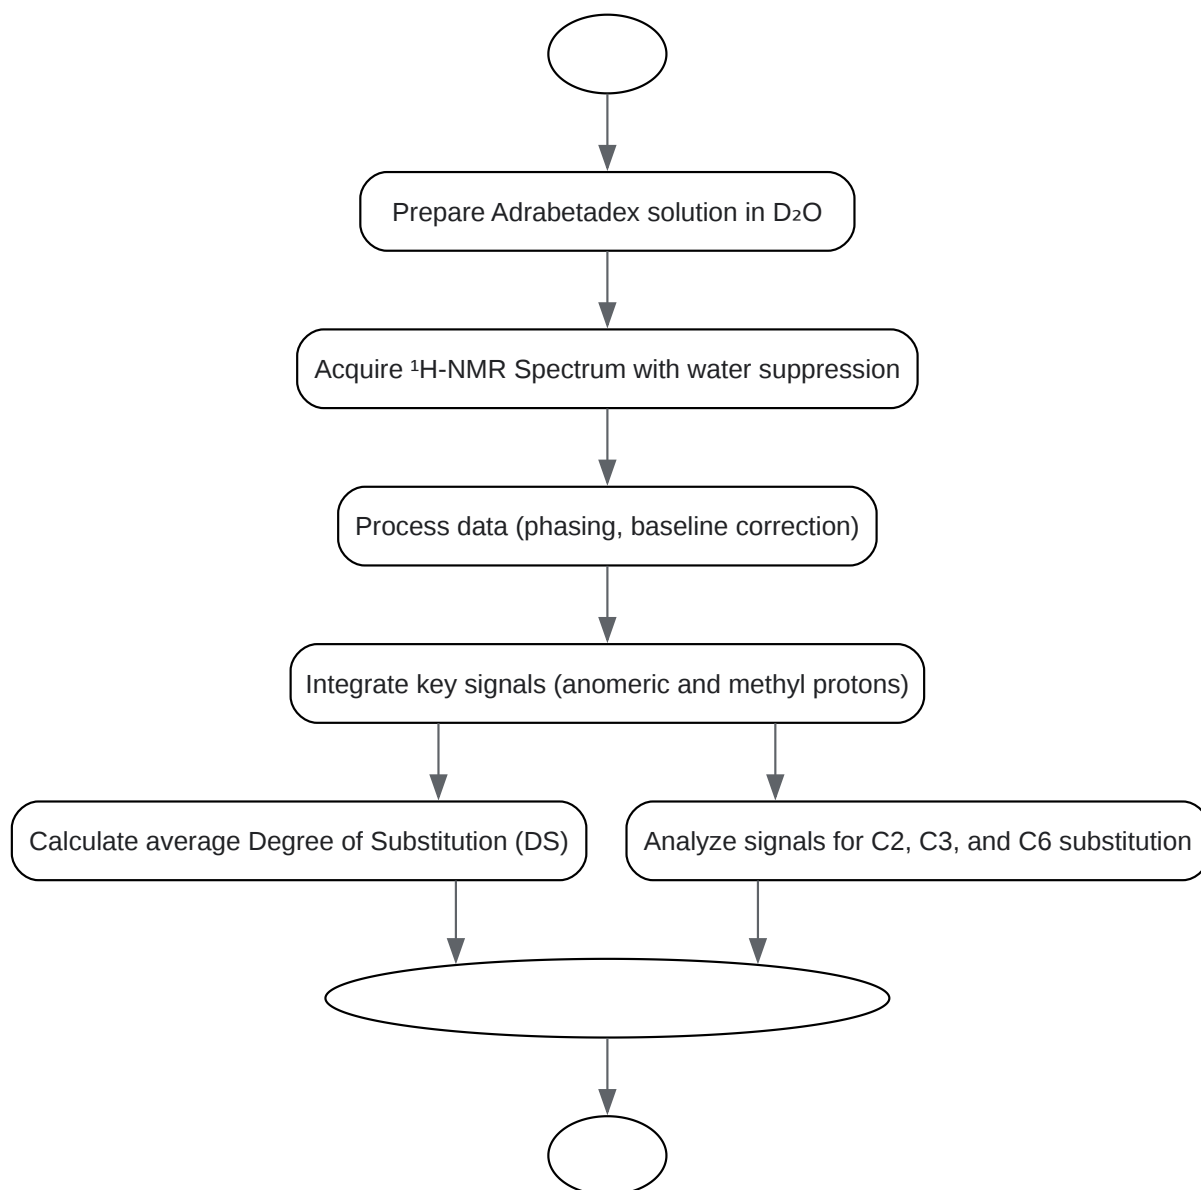 Prepare Adrabetadex solution in D₂O
Acquire ¹H-NMR Spectrum with water suppression
Process data (phasing, baseline correction)
Integrate key signals (anomeric and methyl protons)
Calculate average Degree of Substitution (DS)
Analyze signals for C2, C3, and C6 substitution